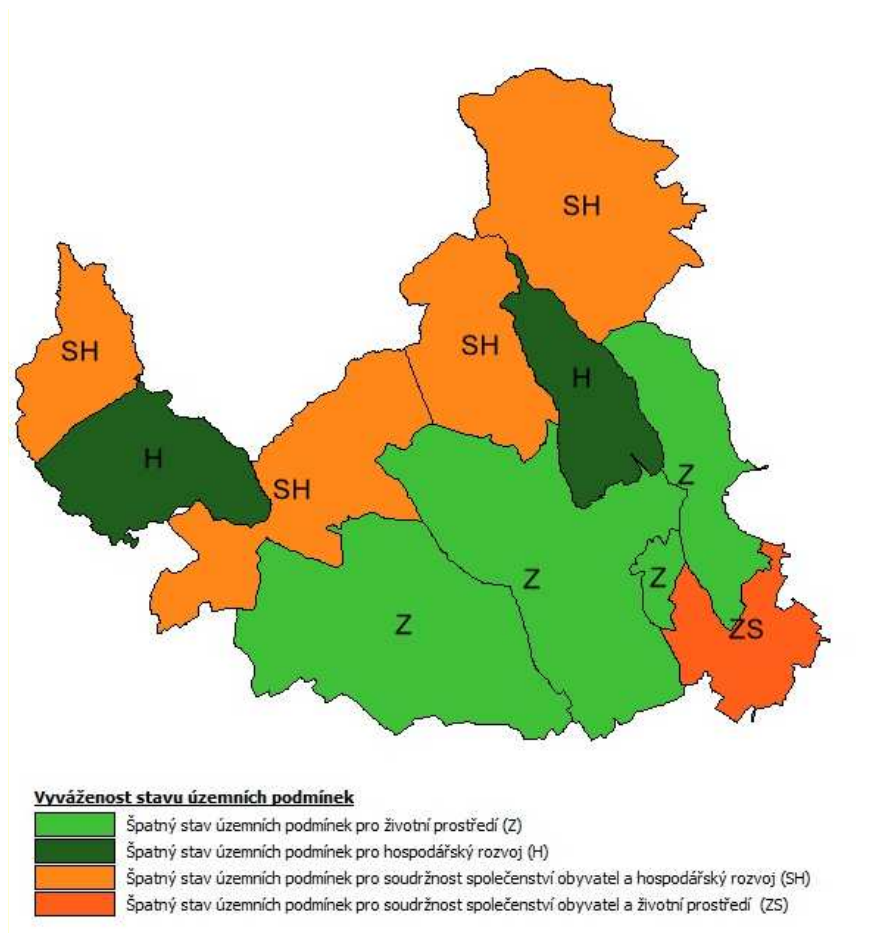 SH
SH
SH
H
H
SH
Z
Z
Z
Z
ZS
Vyváženost stavu územních podmínek
Špatný stav územních podmínek pro životní prostředí (Z)
Špatný stav územních podmínek pro hospodářský rozvoj (H)
Špatný stav územních podmínek pro soudržnost společenství obyvatel a hospodářský rozvoj (SH)
Špatný stav územních podmínek pro soudržnost společenství obyvatel a životní prostředí (ZS)